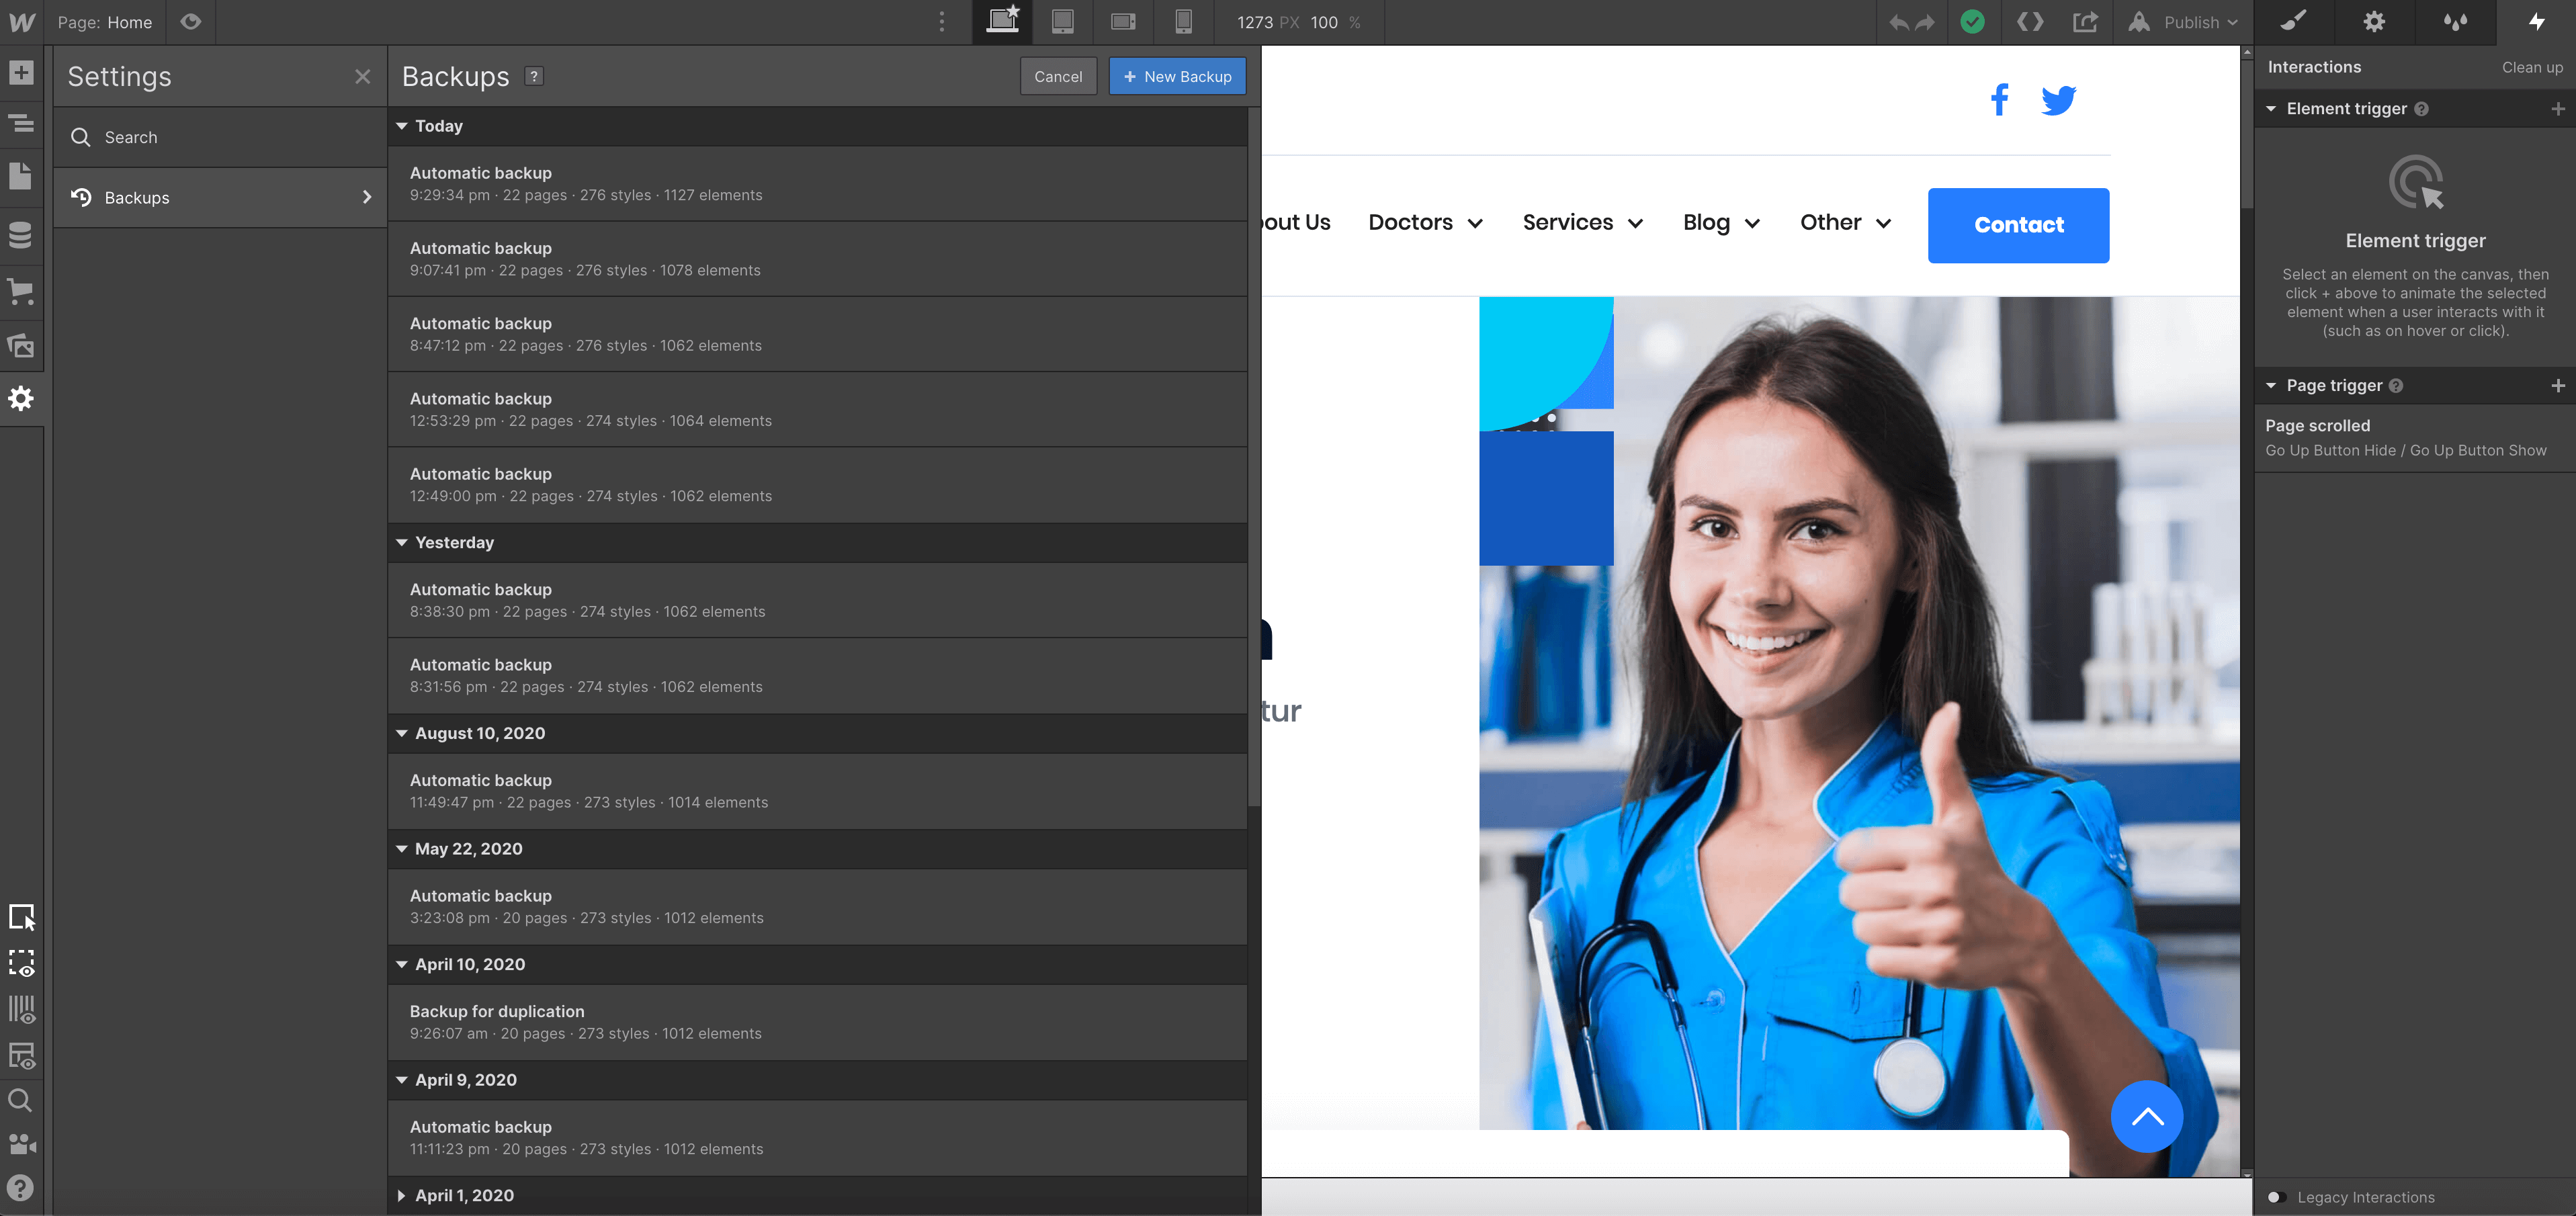 Page: Home
1273 PX 100 %
Publish
Settings
Search
Backups
Backups ?
Cancel
+ New Backup
Today
Automatic backup
9:29:34 pm · 22 pages · 276 styles · 1127 elements
Automatic backup
9:07:41 pm · 22 pages · 276 styles · 1078 elements
Automatic backup
8:47:12 pm · 22 pages · 276 styles · 1062 elements
Automatic backup
12:53:29 pm · 22 pages · 274 styles · 1064 elements
Automatic backup
12:49:00 pm · 22 pages · 274 styles · 1062 elements
Yesterday
Automatic backup
8:38:30 pm · 22 pages · 274 styles · 1062 elements
Automatic backup
8:31:56 pm · 22 pages · 274 styles · 1062 elements
August 10, 2020
Automatic backup
11:49:47 pm · 22 pages · 273 styles · 1014 elements
May 22, 2020
Automatic backup
3:23:08 pm · 20 pages · 273 styles · 1012 elements
April 10, 2020
Backup for duplication
9:26:07 am · 20 pages · 273 styles · 1012 elements
April 9, 2020
Automatic backup
11:11:23 pm · 20 pages · 273 styles · 1012 elements
April 1, 2020
out Us Doctors Services Blog Other Contact
tur
Interactions Clean up
Element trigger ?
Element trigger
Select an element on the canvas, then
click + above to animate the selected
element when a user interacts with it
(such as on hover or click).
Page trigger ?
Page scrolled
Go Up Button Hide / Go Up Button Show
Legacy Interactions